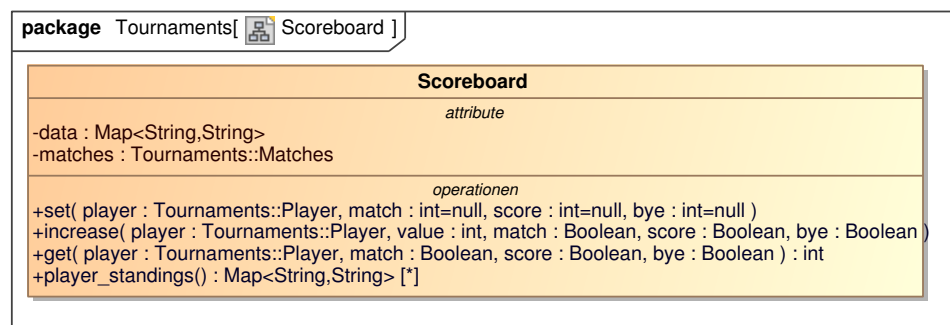 package Tournaments[ Scoreboard ]
Scoreboard
attribute
-data : Map<String,String>
-matches : Tournaments::Matches
operationen
+set( player : Tournaments::Player, match : int=null, score : int=null, bye : int=null )
+increase( player : Tournaments::Player, value : int, match : Boolean, score : Boolean, bye : Boolean )
+get( player : Tournaments::Player, match : Boolean, score : Boolean, bye : Boolean ) : int
+player_standings() : Map<String,String> [*]